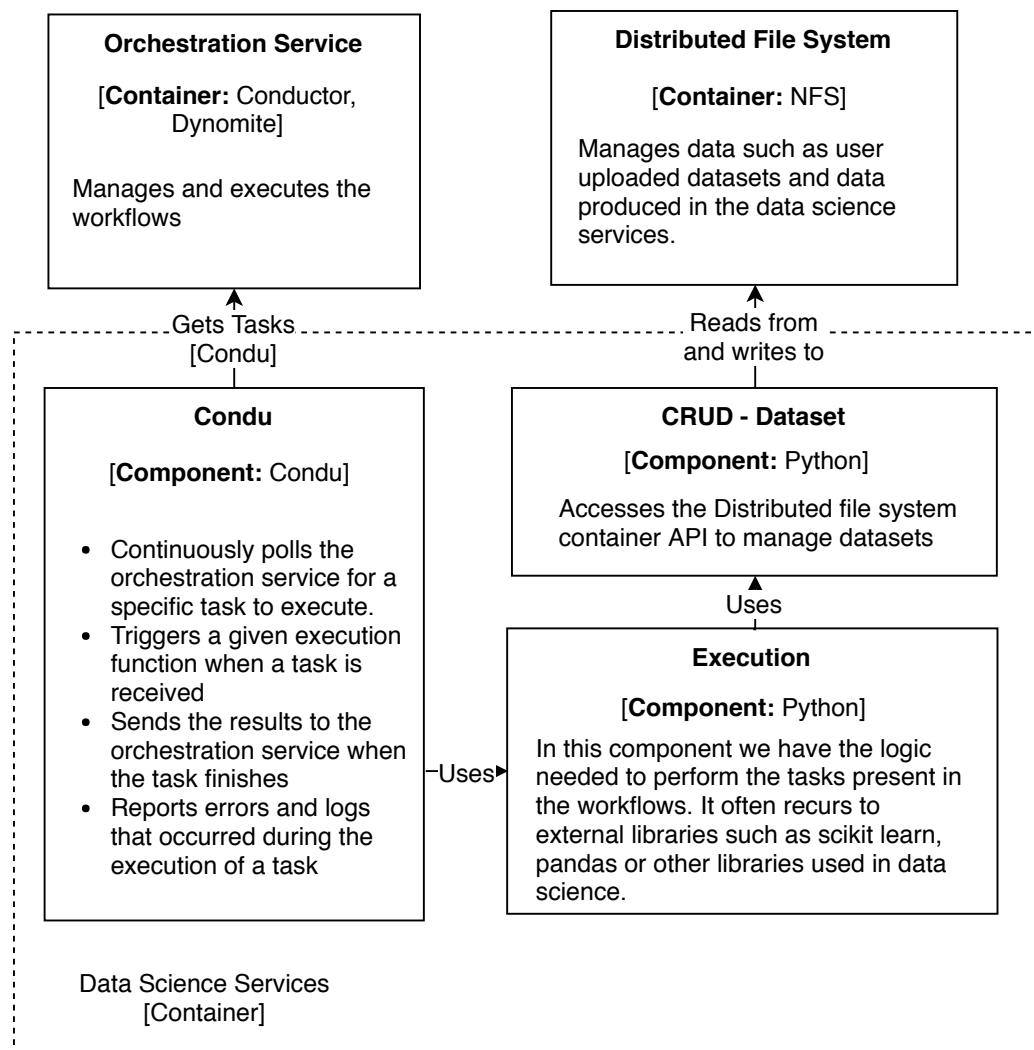 Orchestration Service
[Container: Conductor,
Dynomite]
Manages and executes the
workflows
Distributed File System
[Container: NFS]
Manages data such as user
uploaded datasets and data
produced in the data science
services.
Gets Tasks
[Condu]
Reads from
and writes to
Condu
[Component: Condu]
• Continuously polls the
orchestration service for a
specific task to execute.
• Triggers a given execution
function when a task is
received
• Sends the results to the
orchestration service when
the task finishes
• Reports errors and logs
that occurred during the
execution of a task
CRUD - Dataset
[Component: Python]
Accesses the Distributed file system
container API to manage datasets
Uses
Uses
Execution
[Component: Python]
In this component we have the logic
needed to perform the tasks present in
the workflows. It often recurs to
external libraries such as scikit learn,
pandas or other libraries used in data
science.
Data Science Services
[Container]